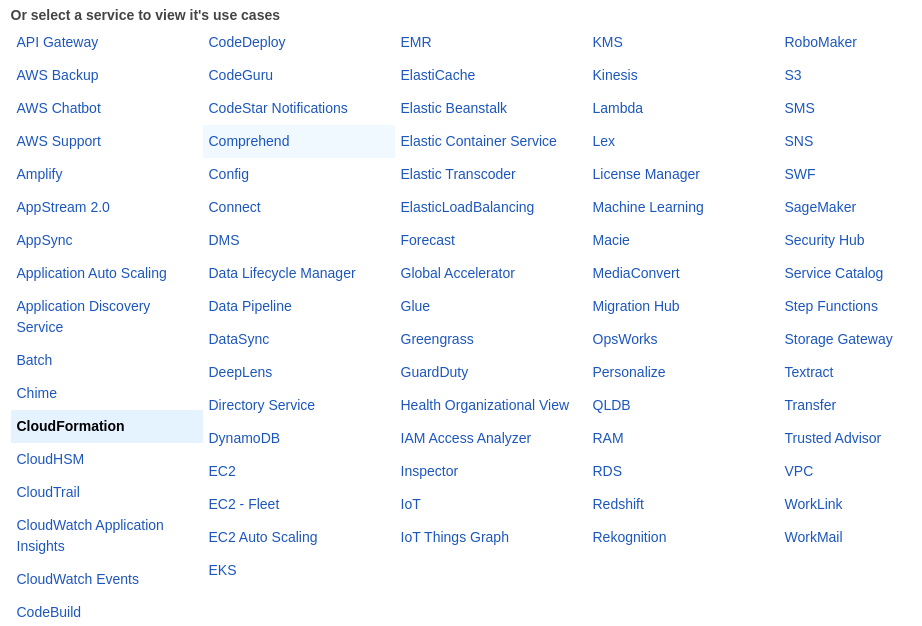 Or select a service to view it's use cases
API Gateway
AWS Backup
AWS Chatbot
AWS Support
Amplify
AppStream 2.0
AppSync
Application Auto Scaling
Application Discovery
Service
Batch
Chime
CloudFormation
CloudHSM
CloudTrail
CloudWatch Application
Insights
CloudWatch Events
CodeBuild
CodeDeploy
CodeGuru
CodeStar Notifications
Comprehend
Config
Connect
DMS
Data Lifecycle Manager
Data Pipeline
DataSync
DeepLens
Directory Service
DynamoDB
EC2
EC2 - Fleet
EC2 Auto Scaling
EKS
EMR
ElastiCache
Elastic Beanstalk
Elastic Container Service
Elastic Transcoder
ElasticLoadBalancing
Forecast
Global Accelerator
Glue
Greengrass
GuardDuty
Health Organizational View
IAM Access Analyzer
Inspector
IoT
IoT Things Graph
KMS
Kinesis
Lambda
Lex
License Manager
Machine Learning
Macie
MediaConvert
Migration Hub
OpsWorks
Personalize
QLDB
RAM
RDS
Redshift
Rekognition
RoboMaker
S3
SMS
SNS
SWF
SageMaker
Security Hub
Service Catalog
Step Functions
Storage Gateway
Textract
Transfer
Trusted Advisor
VPC
WorkLink
WorkMail